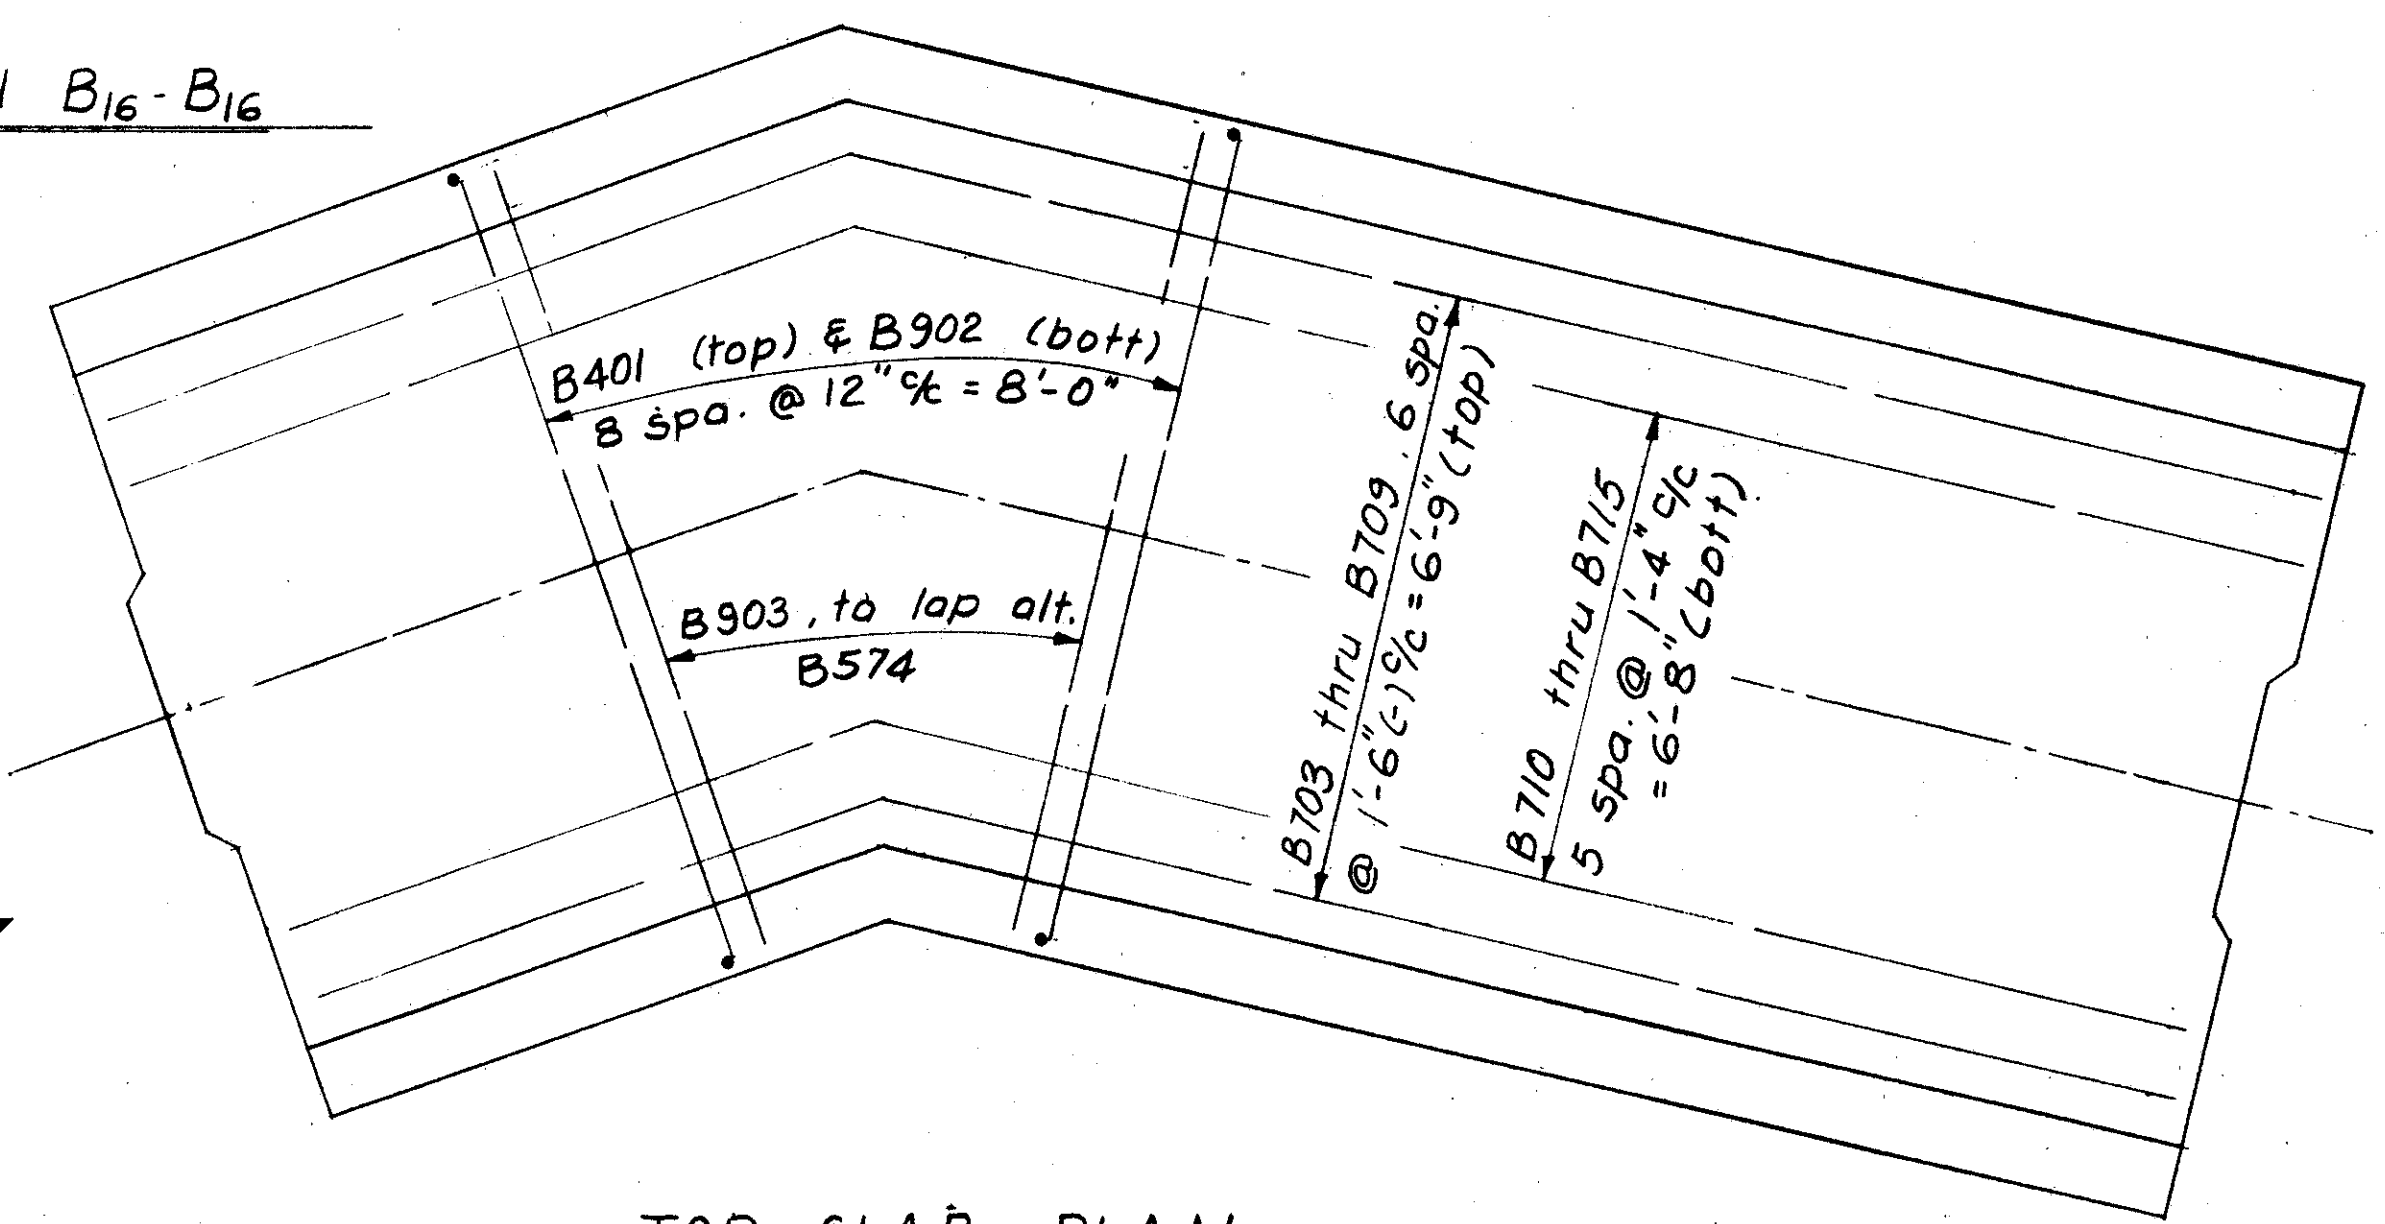 B16 - B16
B401 (top) & B902 (bott)
8 spa. @ 12" c/c = 8'-0"
B903, to lap alt.
B574
B703 thru B709, 6 spa.
@ 1'-6"(-) c/c = 6'-9" (top)
B710 thru B715
5 spa. @ 1'-4" c/c
= 6'-8" (bott)
TOP SLAB PLAN